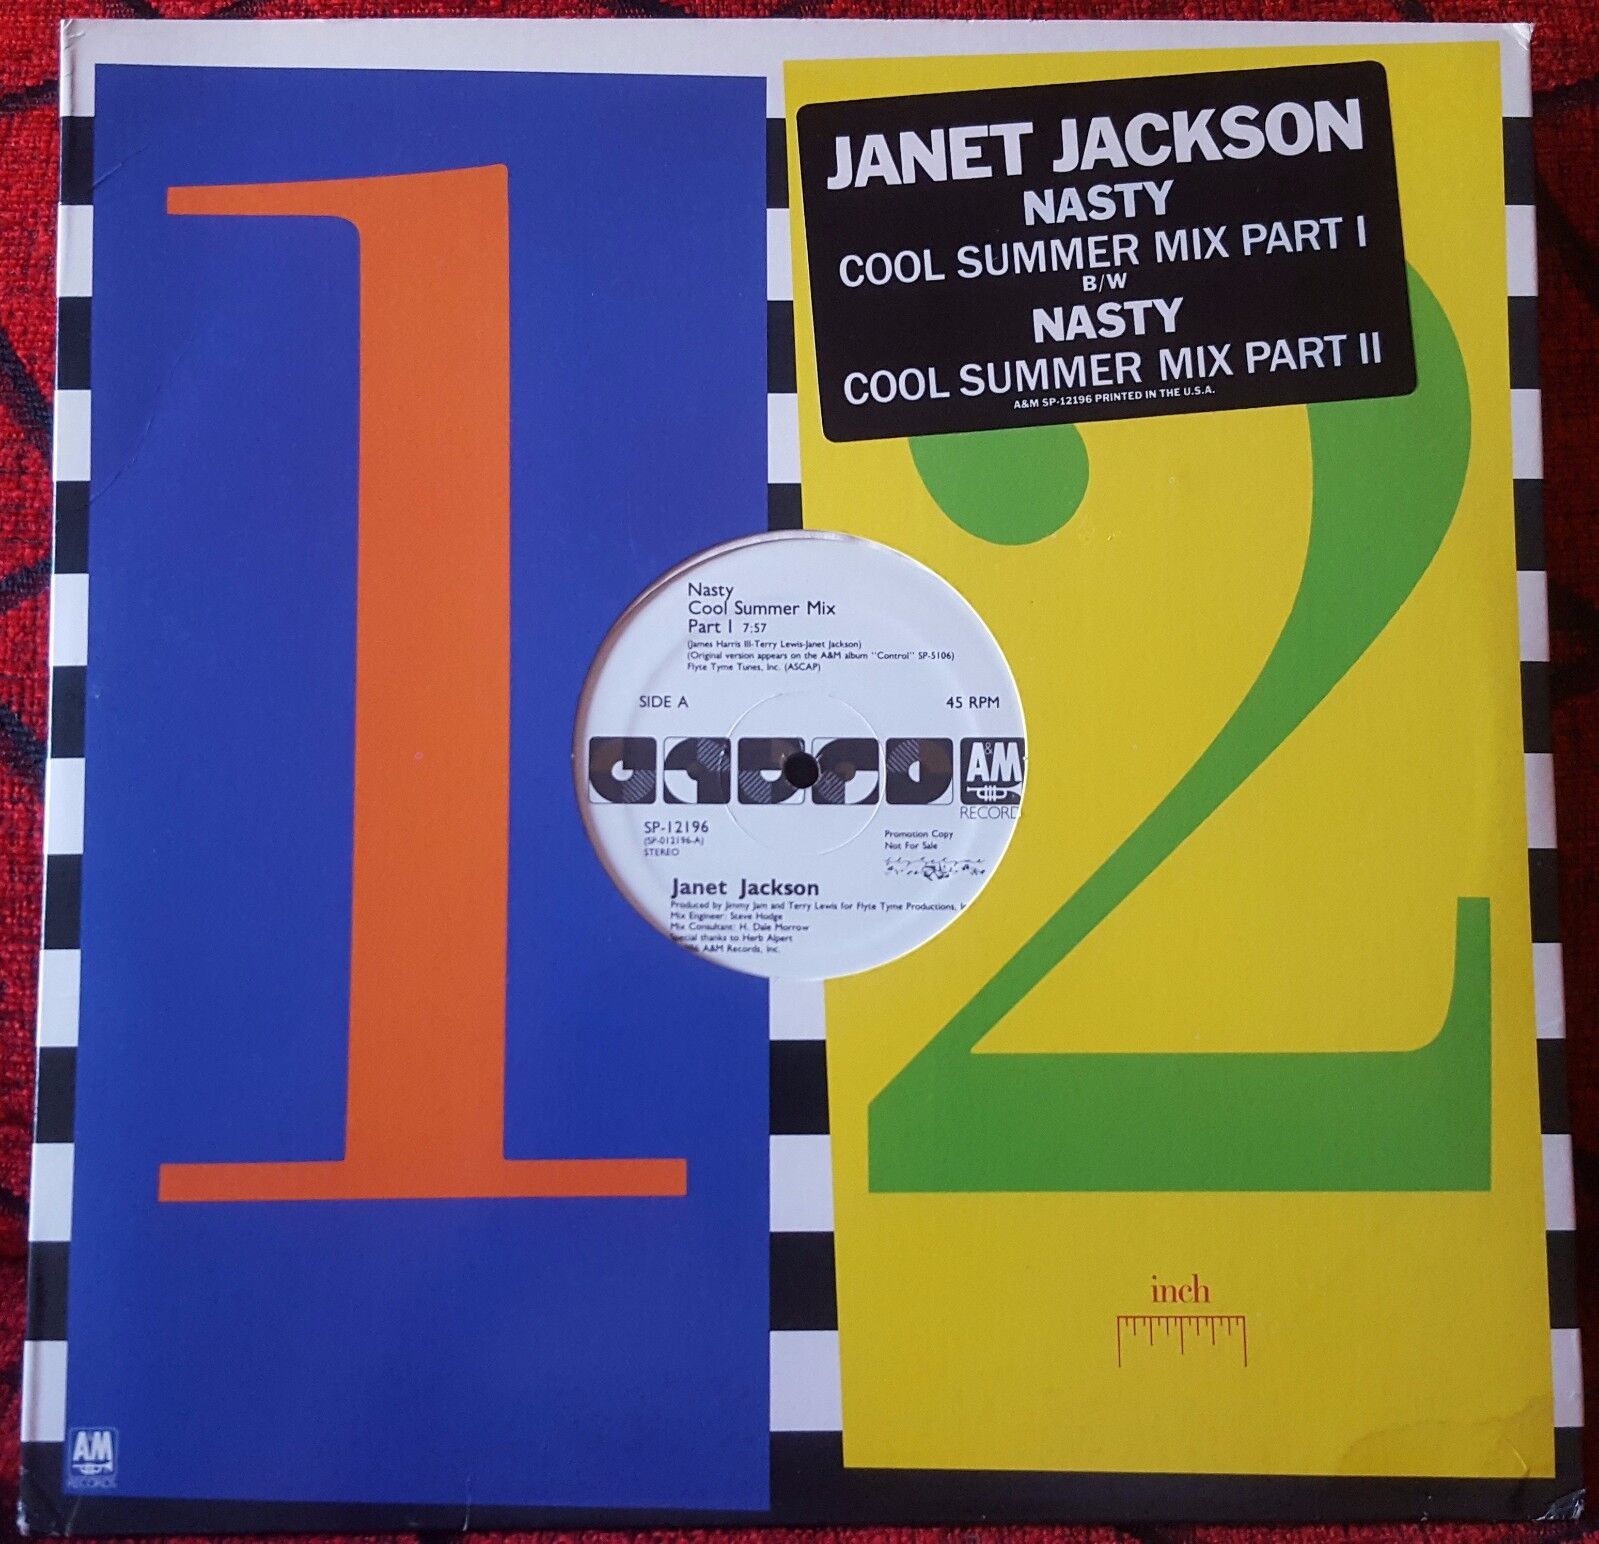 JANET JACKSON
NASTY
COOL SUMMER MIX PART I
B/W
NASTY
COOL SUMMER MIX PART II
A&M SP-12196 PRINTED IN THE U.S.A.
12
Nasty
Cool Summer Mix
Part I 7:57
(James Harris III-Terry Lewis-Janet Jackson)
(Original version appears on the A&M album "Control" SP-5106)
Flyte Tyme Tunes, Inc. (ASCAP)
SIDE A 45 RPM
A&M
RECORDS
SP-12196
(SP-012196-A)
STEREO
Promotion Copy
Not For Sale
Janet Jackson
Produced by Jimmy Jam and Terry Lewis for Flyte Tyme Productions,
Mix Engineer: Steve Hodge
Mix Consultant: H. Dale Morrow
Special thanks to Herb Alpert
A&M Records, Inc.
inch
A&M
RECORDS